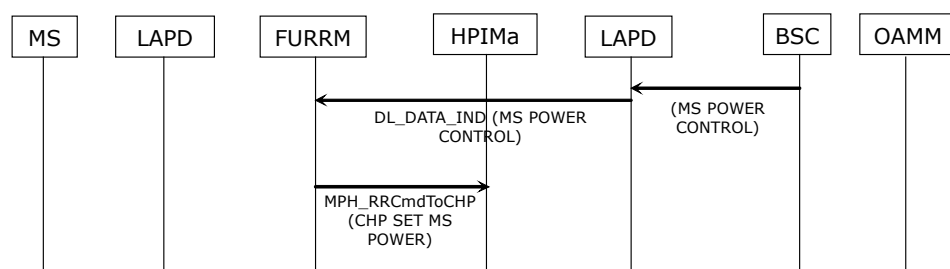 MS
LAPD
FURRM
HPIMa
LAPD
BSC
OAMM
DL_DATA_IND (MS POWER
CONTROL)
(MS POWER
CONTROL)
MPH_RRCmdToCHP
(CHP SET MS
POWER)